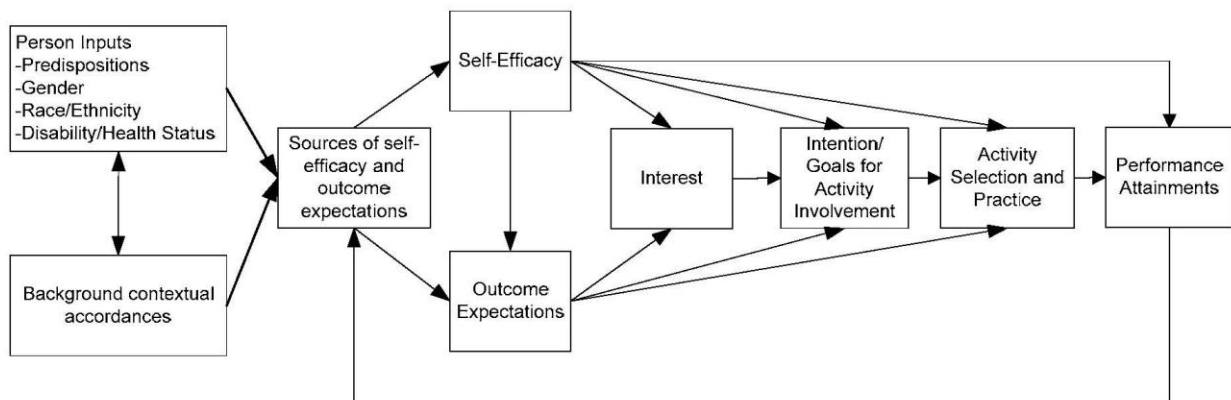 Person Inputs
-Predispositions
-Gender
-Race/Ethnicity
-Disability/Health Status
Background contextual
accordances
Sources of self-
efficacy and
outcome
expectations
Self-Efficacy
Outcome
Expectations
Interest
Intention/
Goals for
Activity
Involvement
Activity
Selection and
Practice
Performance
Attainments